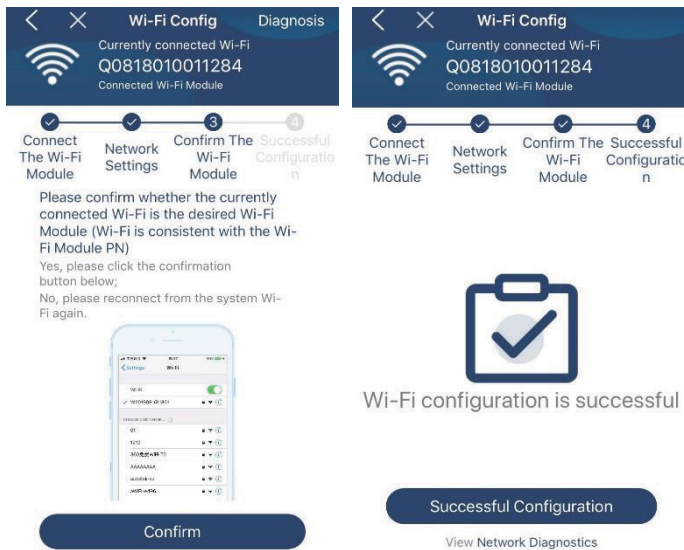 Wi-Fi Config
Diagnosis
Currently connected Wi-Fi
Q0818010011284
Connected Wi-Fi Module
3
4
Connect
The Wi-Fi
Module
Network
Settings
Confirm The
Wi-Fi
Module
Successful
Configuratio
n
Please confirm whether the currently
connected Wi-Fi is the desired Wi-Fi
Module (Wi-Fi is consistent with the Wi-
Fi Module PN)
Yes, please click the confirmation
button below;
No, please reconnect from the system Wi-
Fi again.
Settings
Wi-Fi
Wi-Fi
01
1212
AAAAAAAA
Confirm
Wi-Fi Config
Currently connected Wi-Fi
Q0818010011284
Connected Wi-Fi Module
4
Connect
The Wi-Fi
Module
Network
Settings
Confirm The
Wi-Fi
Module
Successful
Configuratio
n
Wi-Fi configuration is successful
Successful Configuration
View Network Diagnostics